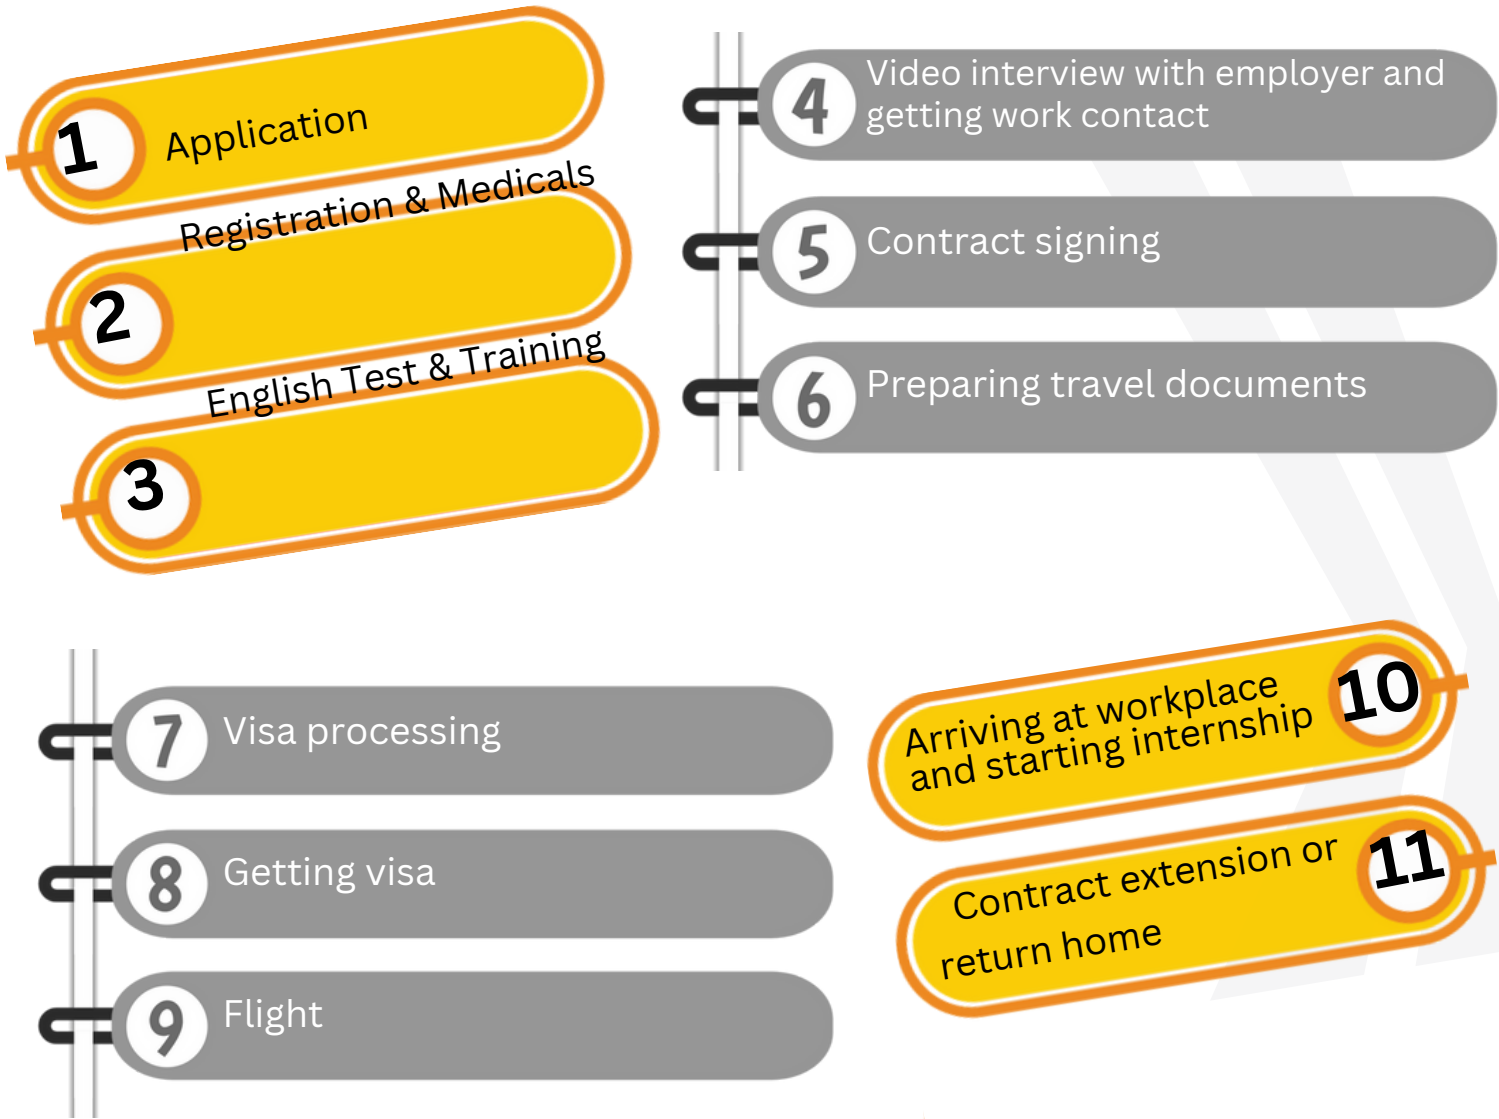 1
Application
Registration & Medicals
2
English Test & Training
3
4
Video interview with employer and
getting work contact
5
Contract signing
6
Preparing travel documents
7
Visa processing
8
Getting visa
9
Flight
10
Arriving at workplace
and starting internship
11
Contract extension or
return home